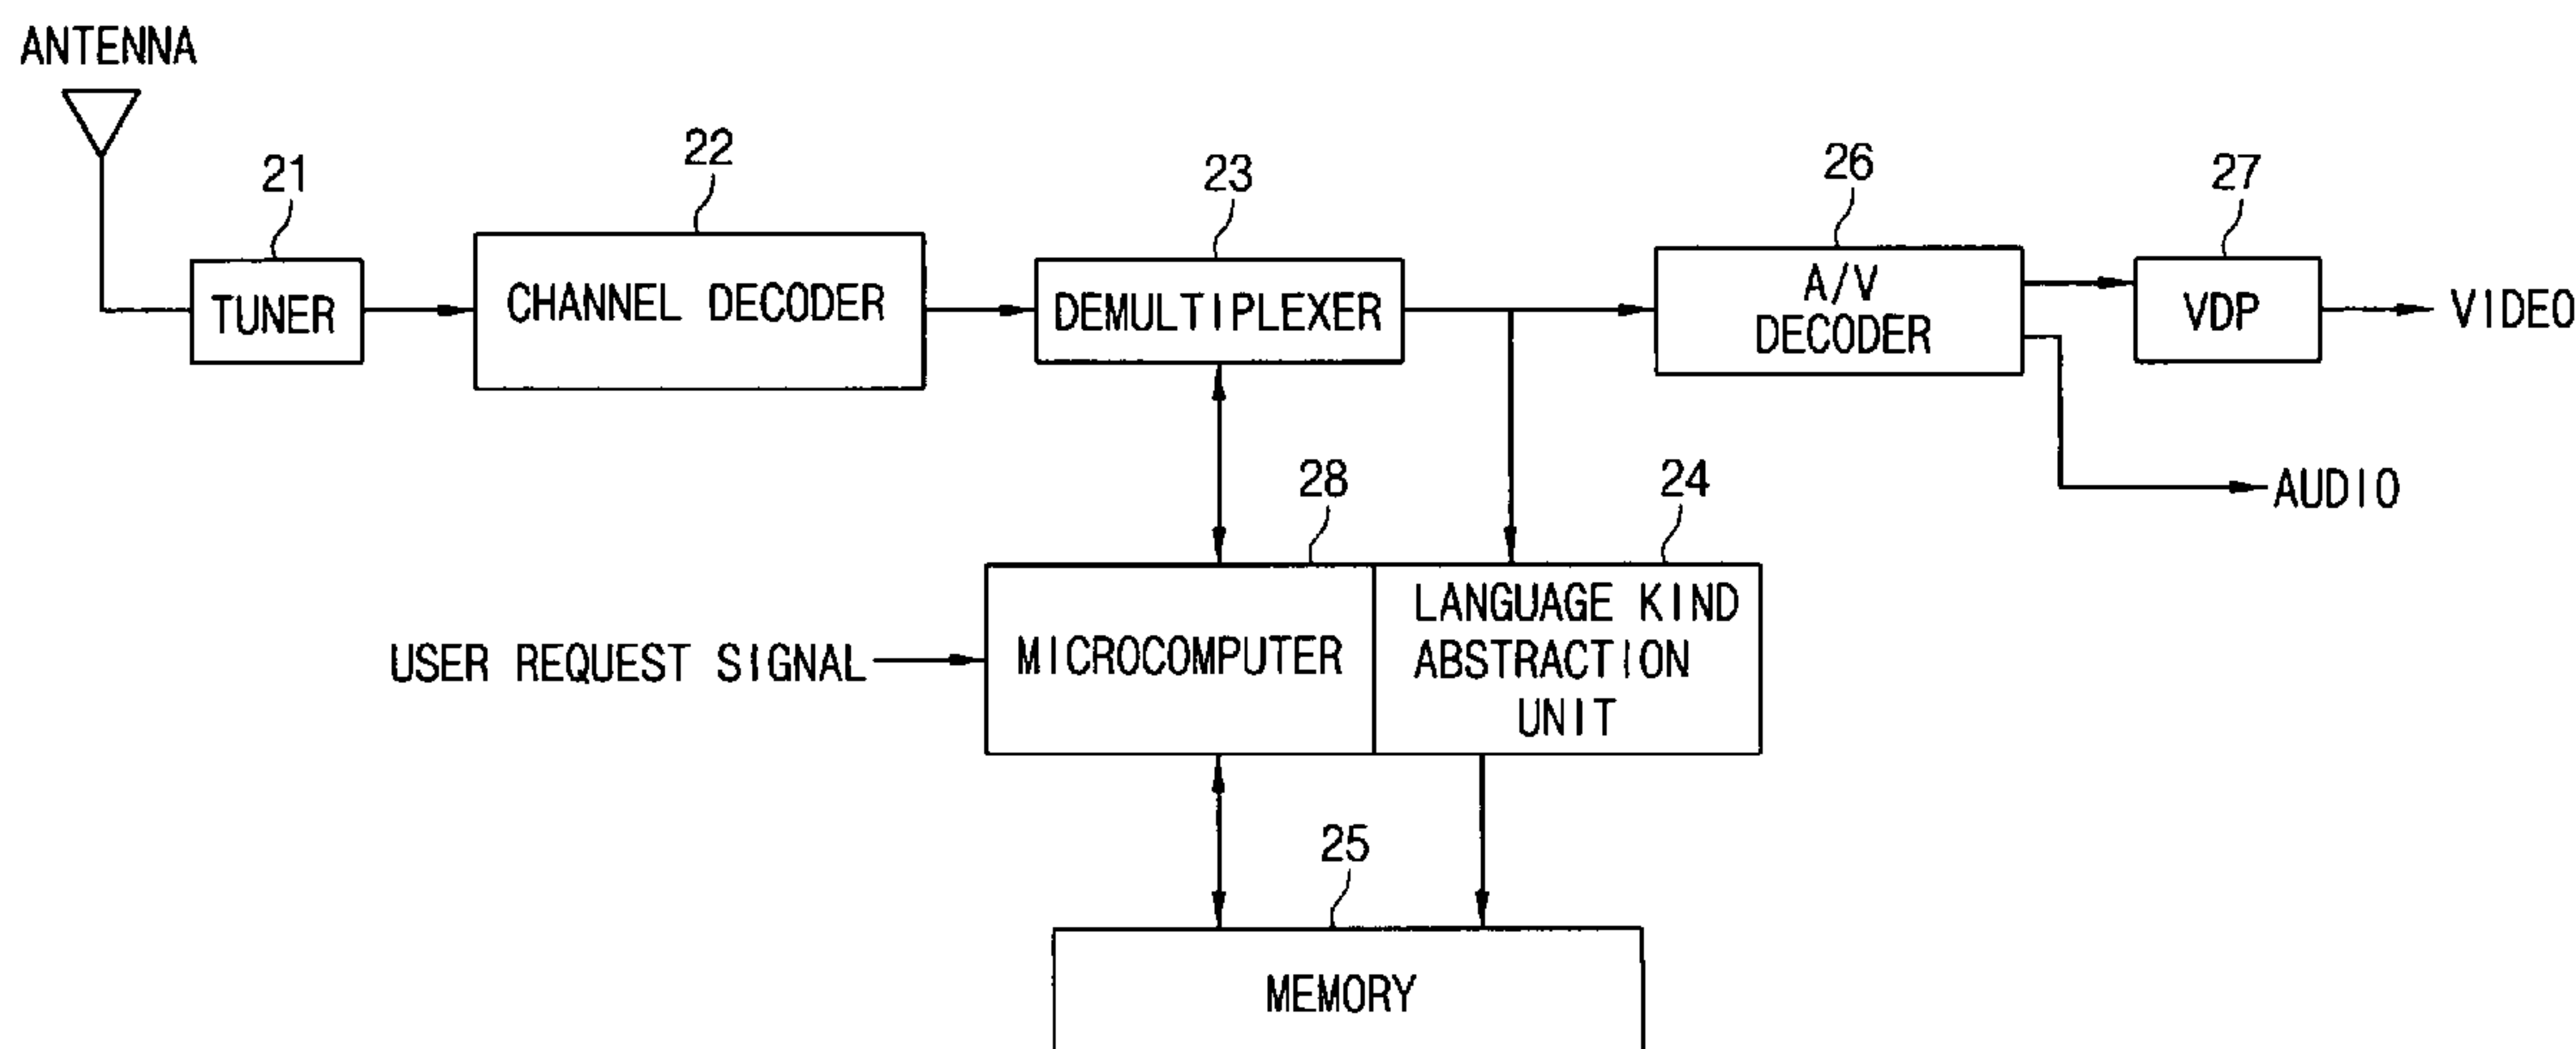 ANTENNA
21
22
23
26
27
TUNER
CHANNEL DECODER
DEMULTIPLEXER
A/V
DECODER
VDP
VIDEO
AUDIO
28
24
USER REQUEST SIGNAL
MICROCOMPUTER
LANGUAGE KIND
ABSTRACTION
UNIT
25
MEMORY